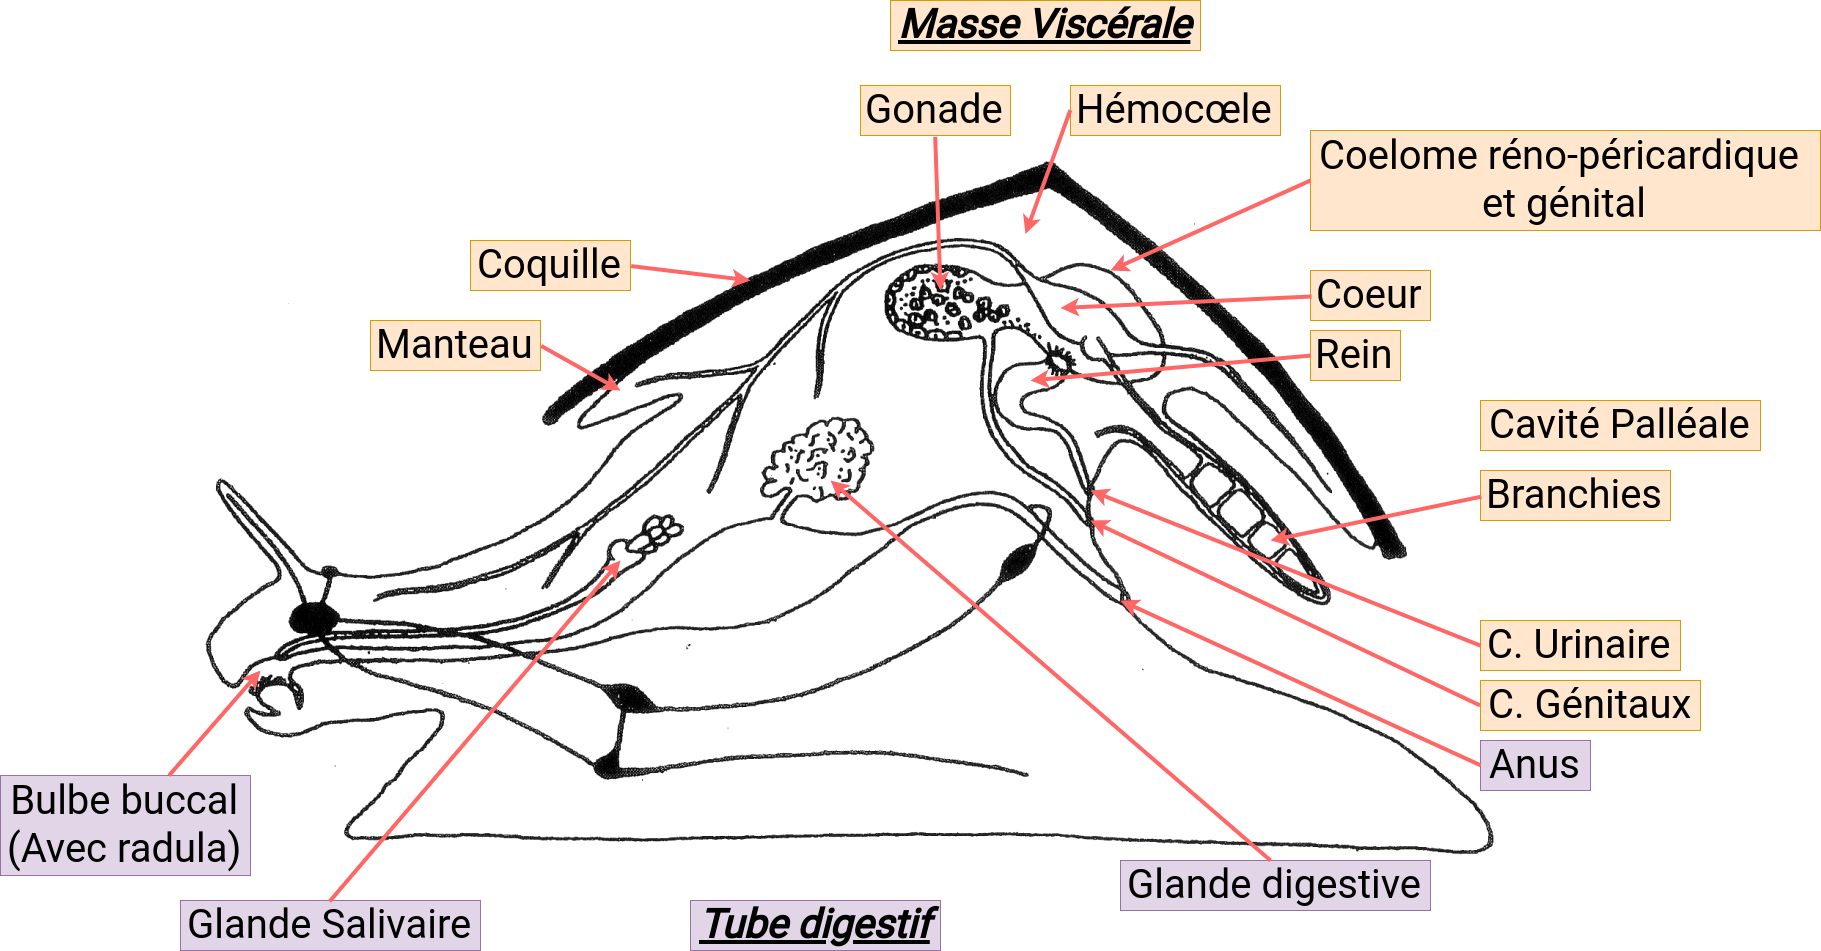 Masse Viscérale
Gonade
Hémocœle
Coelome réno-péricardique
et génital
Coquille
Coeur
Manteau
Rein
Cavité Palléale
Branchies
C. Urinaire
C. Génitaux
Anus
Bulbe buccal
(Avec radula)
Glande digestive
Glande Salivaire
Tube digestif